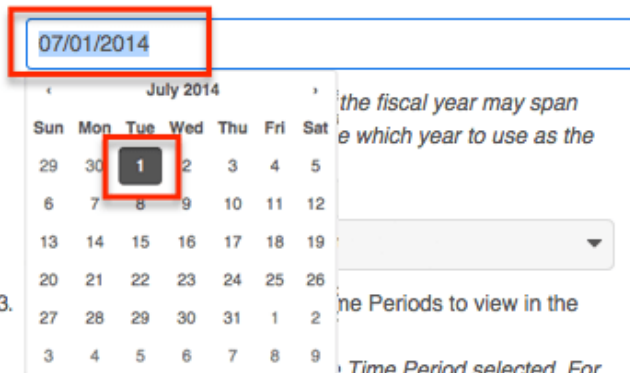 07/01/2014
‹ July 2014 ›
the fiscal year may span
Sun Mon Tue Wed Thu Fri Sat
e which year to use as the
29 30 1 2 3 4 5
6 7 8 9 10 11 12
13 14 15 16 17 18 19
20 21 22 23 24 25 26
3. me Periods to view in the
27 28 29 30 31 1 2
3 4 5 6 7 8 9
Time Period selected. For